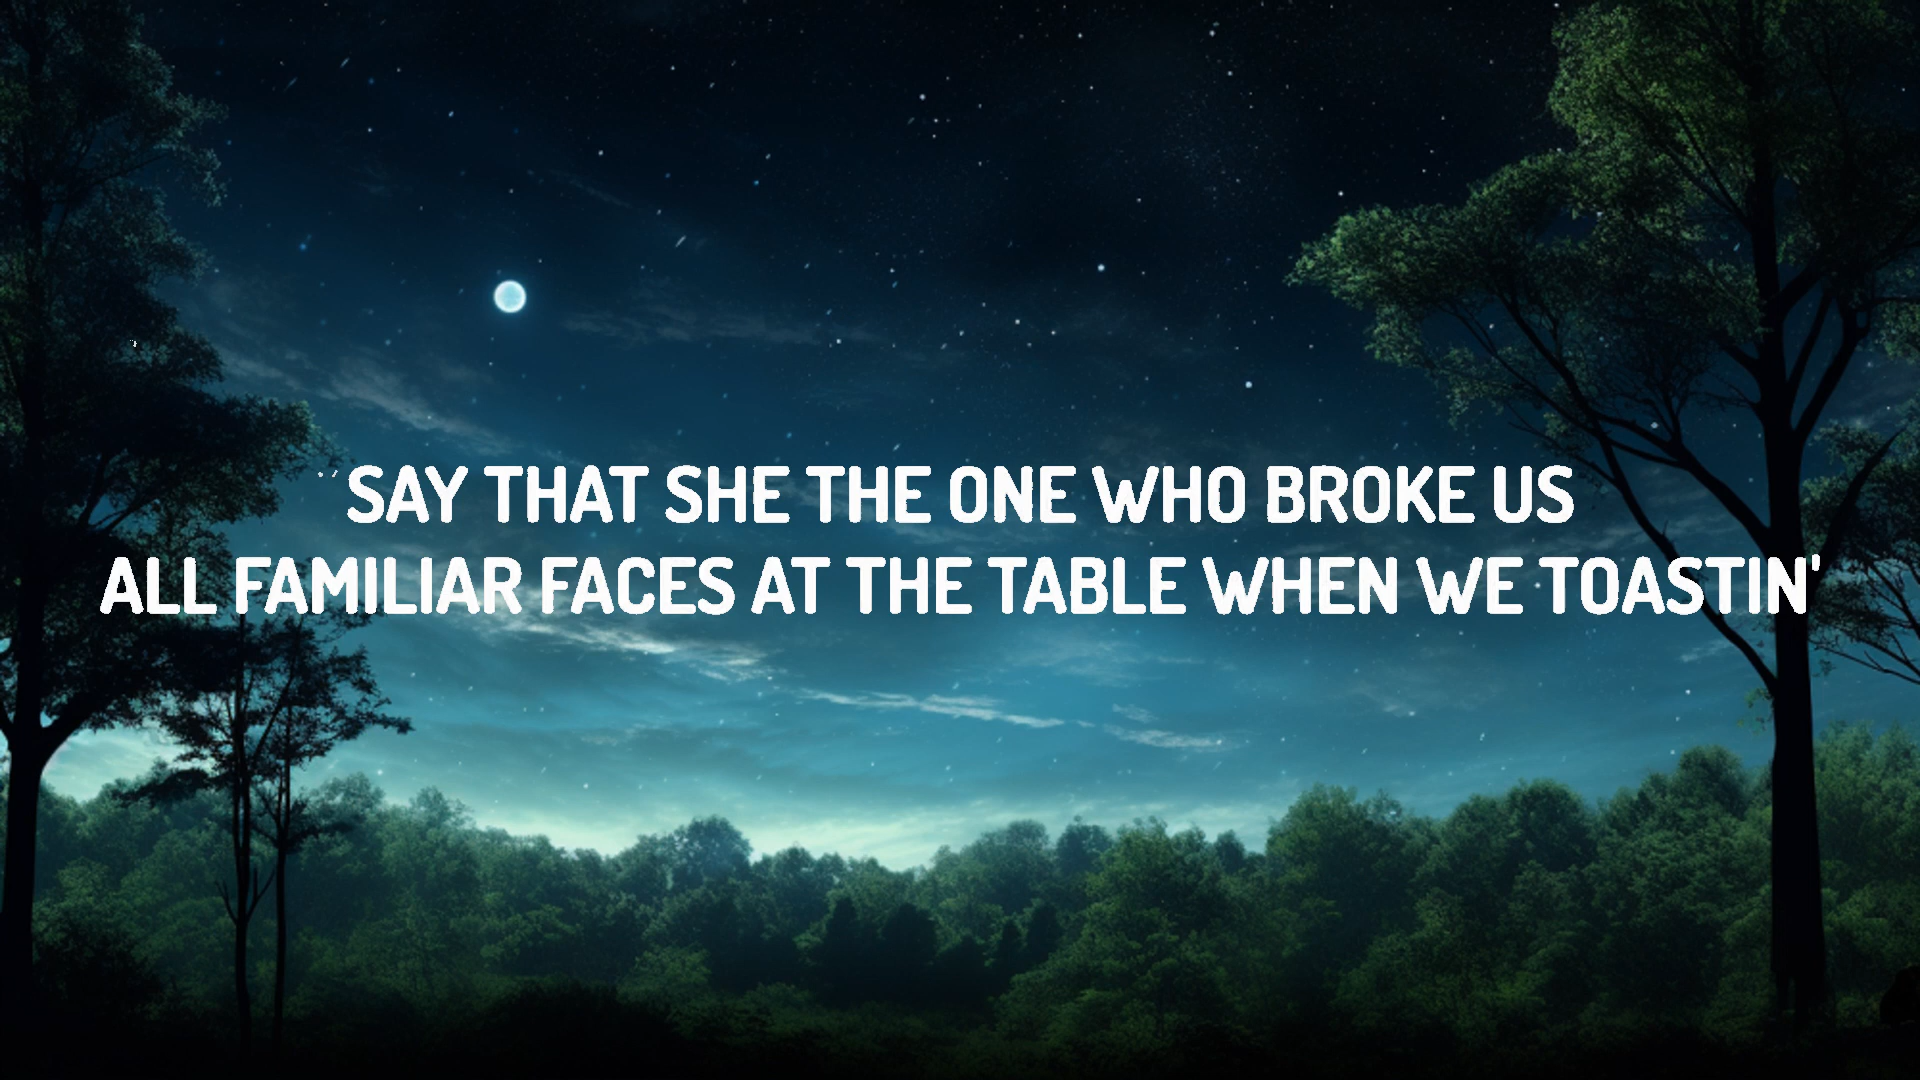 SAY THAT SHE THE ONE WHO BROKE US
ALL FAMILIAR FACES AT THE TABLE WHEN WE TOASTIN'